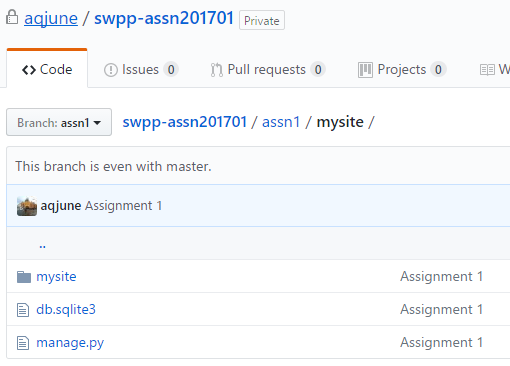 aqjune / swpp-assn201701 Private
Code Issues 0 Pull requests 0 Projects 0 W
Branch: assn1 swpp-assn201701 / assn1 / mysite /
This branch is even with master.
aqjune Assignment 1
..
mysite Assignment 1
db.sqlite3 Assignment 1
manage.py Assignment 1